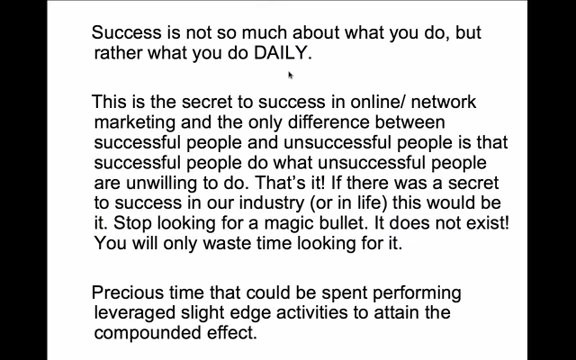 Success is not so much about what you do, but
rather what you do DAILY.
This is the secret to success in online/ network
marketing and the only difference between
successful people and unsuccessful people is that
successful people do what unsuccessful people
are unwilling to do. That's it! If there was a secret
to success in our industry (or in life) this would be
it. Stop looking for a magic bullet. It does not exist!
You will only waste time looking for it.
Precious time that could be spent performing
leveraged slight edge activities to attain the
compounded effect.